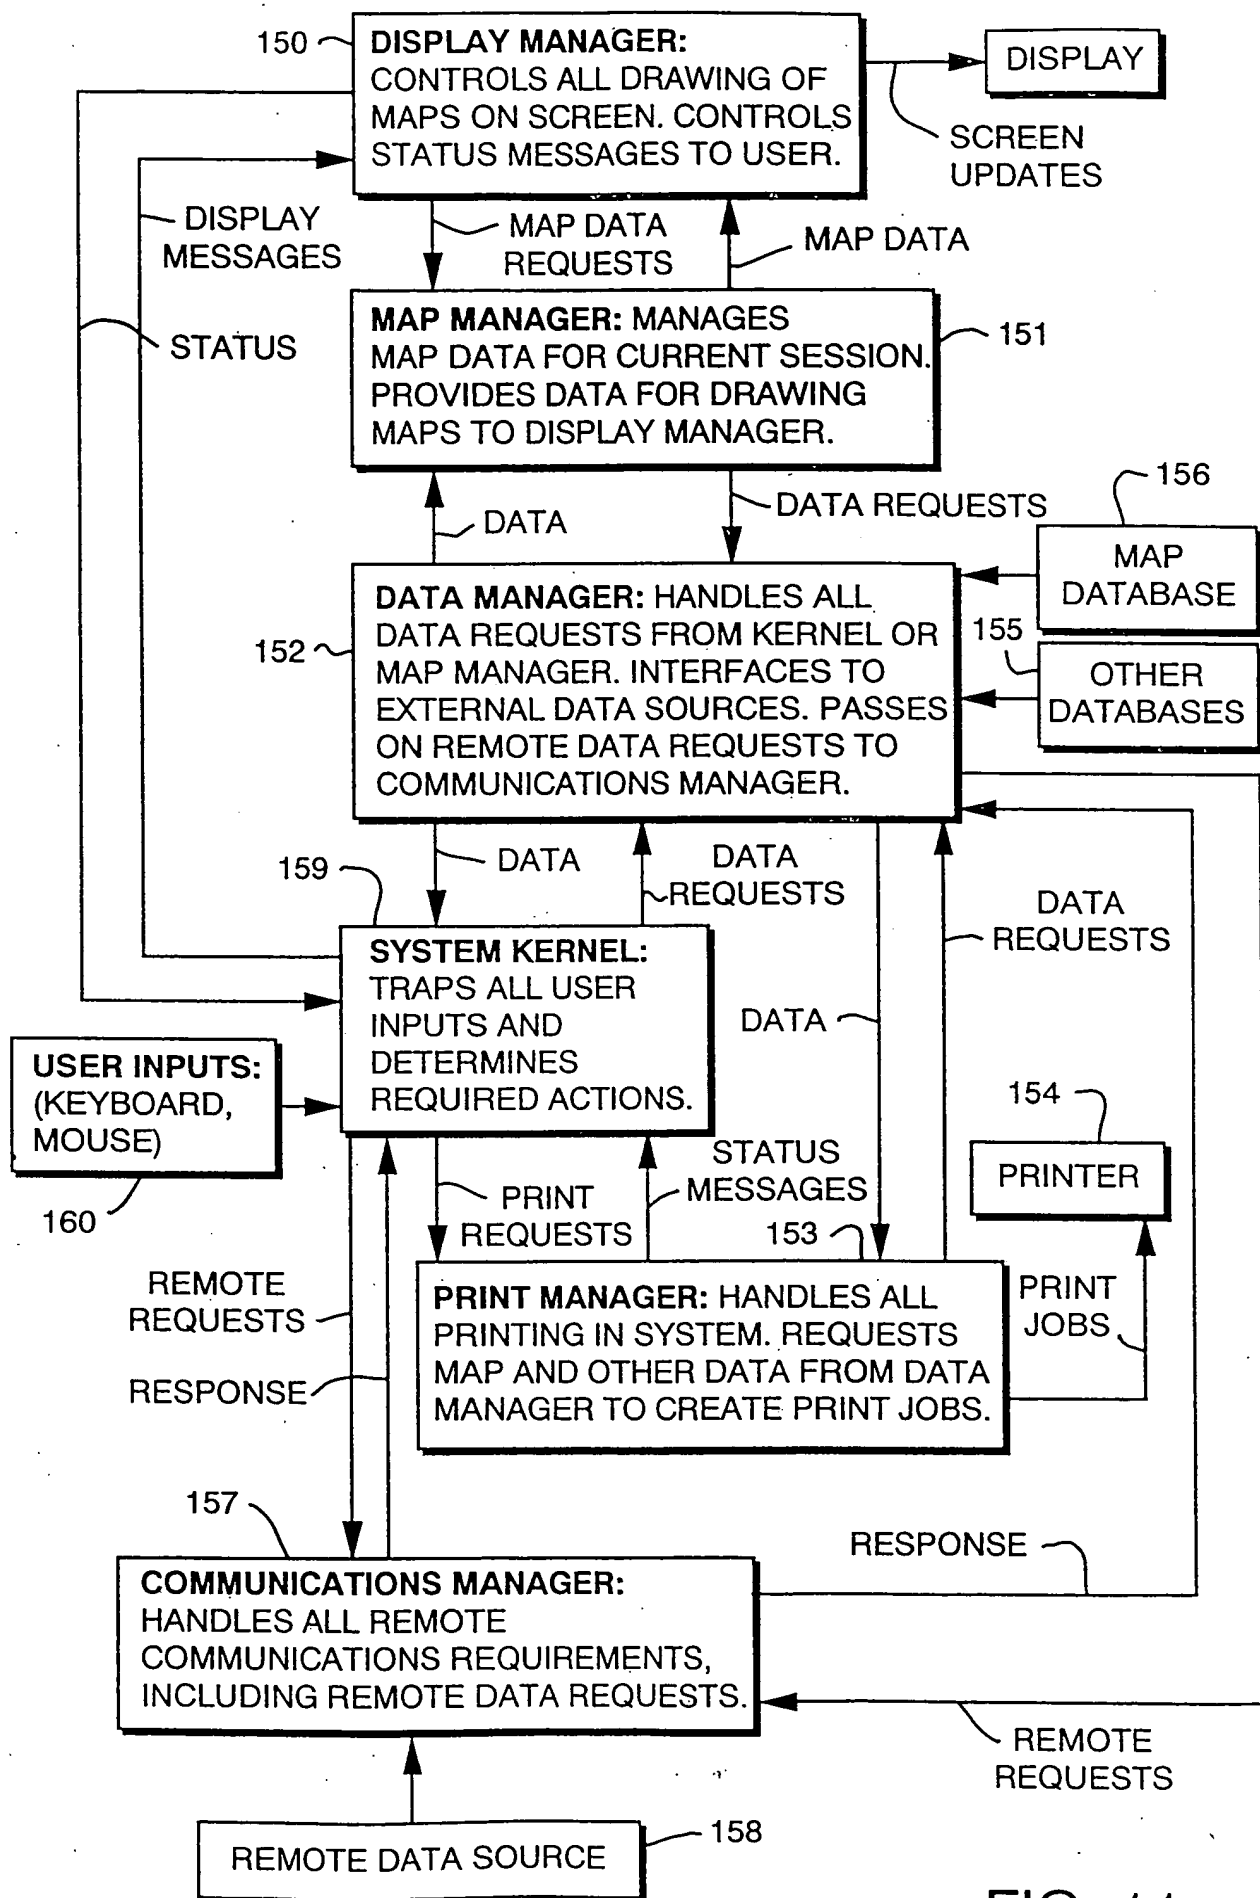 150
DISPLAY MANAGER:
CONTROLS ALL DRAWING OF
MAPS ON SCREEN. CONTROLS
STATUS MESSAGES TO USER.
DISPLAY
SCREEN
UPDATES
DISPLAY
MESSAGES
MAP DATA
REQUESTS
MAP DATA
STATUS
MAP MANAGER: MANAGES
MAP DATA FOR CURRENT SESSION.
PROVIDES DATA FOR DRAWING
MAPS TO DISPLAY MANAGER.
151
DATA
DATA REQUESTS
156
MAP
DATABASE
152
DATA MANAGER: HANDLES ALL
DATA REQUESTS FROM KERNEL OR
MAP MANAGER. INTERFACES TO
EXTERNAL DATA SOURCES. PASSES
ON REMOTE DATA REQUESTS TO
COMMUNICATIONS MANAGER.
155
OTHER
DATABASES
159
DATA
DATA
REQUESTS
DATA
REQUESTS
SYSTEM KERNEL:
TRAPS ALL USER
INPUTS AND
DETERMINES
REQUIRED ACTIONS.
DATA
USER INPUTS:
(KEYBOARD,
MOUSE)
160
154
PRINTER
PRINT
REQUESTS
STATUS
MESSAGES
153
REMOTE
REQUESTS
PRINT MANAGER: HANDLES ALL
PRINTING IN SYSTEM. REQUESTS
MAP AND OTHER DATA FROM DATA
MANAGER TO CREATE PRINT JOBS.
PRINT
JOBS
RESPONSE
157
RESPONSE
COMMUNICATIONS MANAGER:
HANDLES ALL REMOTE
COMMUNICATIONS REQUIREMENTS,
INCLUDING REMOTE DATA REQUESTS.
REMOTE
REQUESTS
REMOTE DATA SOURCE
158